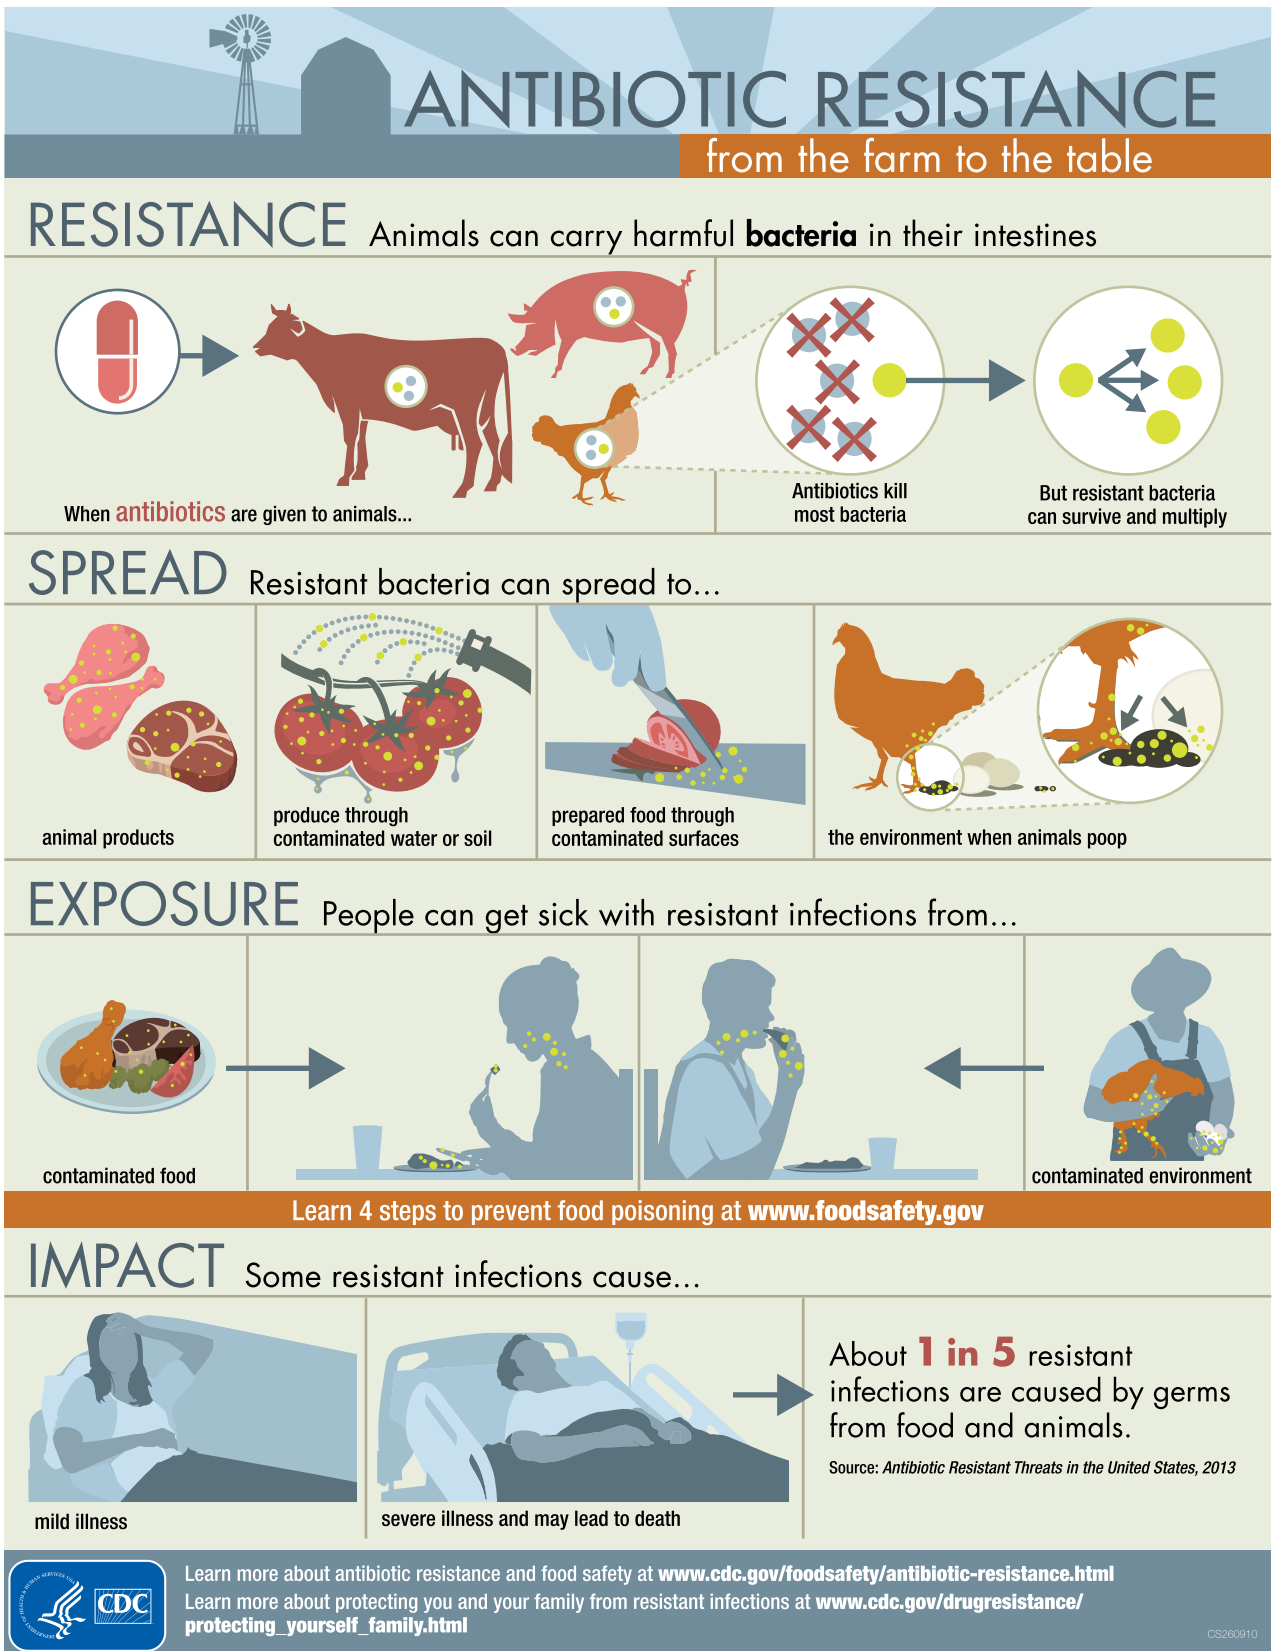 ANTIBIOTIC RESISTANCE
from the farm to the table
RESISTANCE Animals can carry harmful bacteria in their intestines
When antibiotics are given to animals...
Antibiotics kill
most bacteria
But resistant bacteria
can survive and multiply
SPREAD Resistant bacteria can spread to...
animal products
produce through
contaminated water or soil
prepared food through
contaminated surfaces
the environment when animals poop
EXPOSURE People can get sick with resistant infections from...
contaminated food
contaminated environment
Learn 4 steps to prevent food poisoning at www.foodsafety.gov
IMPACT Some resistant infections cause...
mild illness
severe illness and may lead to death
About 1 in 5 resistant
infections are caused by germs
from food and animals.
Source: Antibiotic Resistant Threats in the United States, 2013
DEPARTMENT OF HEALTH & HUMAN SERVICES USA
CDC
Learn more about antibiotic resistance and food safety at www.cdc.gov/foodsafety/antibiotic-resistance.html
Learn more about protecting you and your family from resistant infections at www.cdc.gov/drugresistance/
protecting_yourself_family.html
CS260910